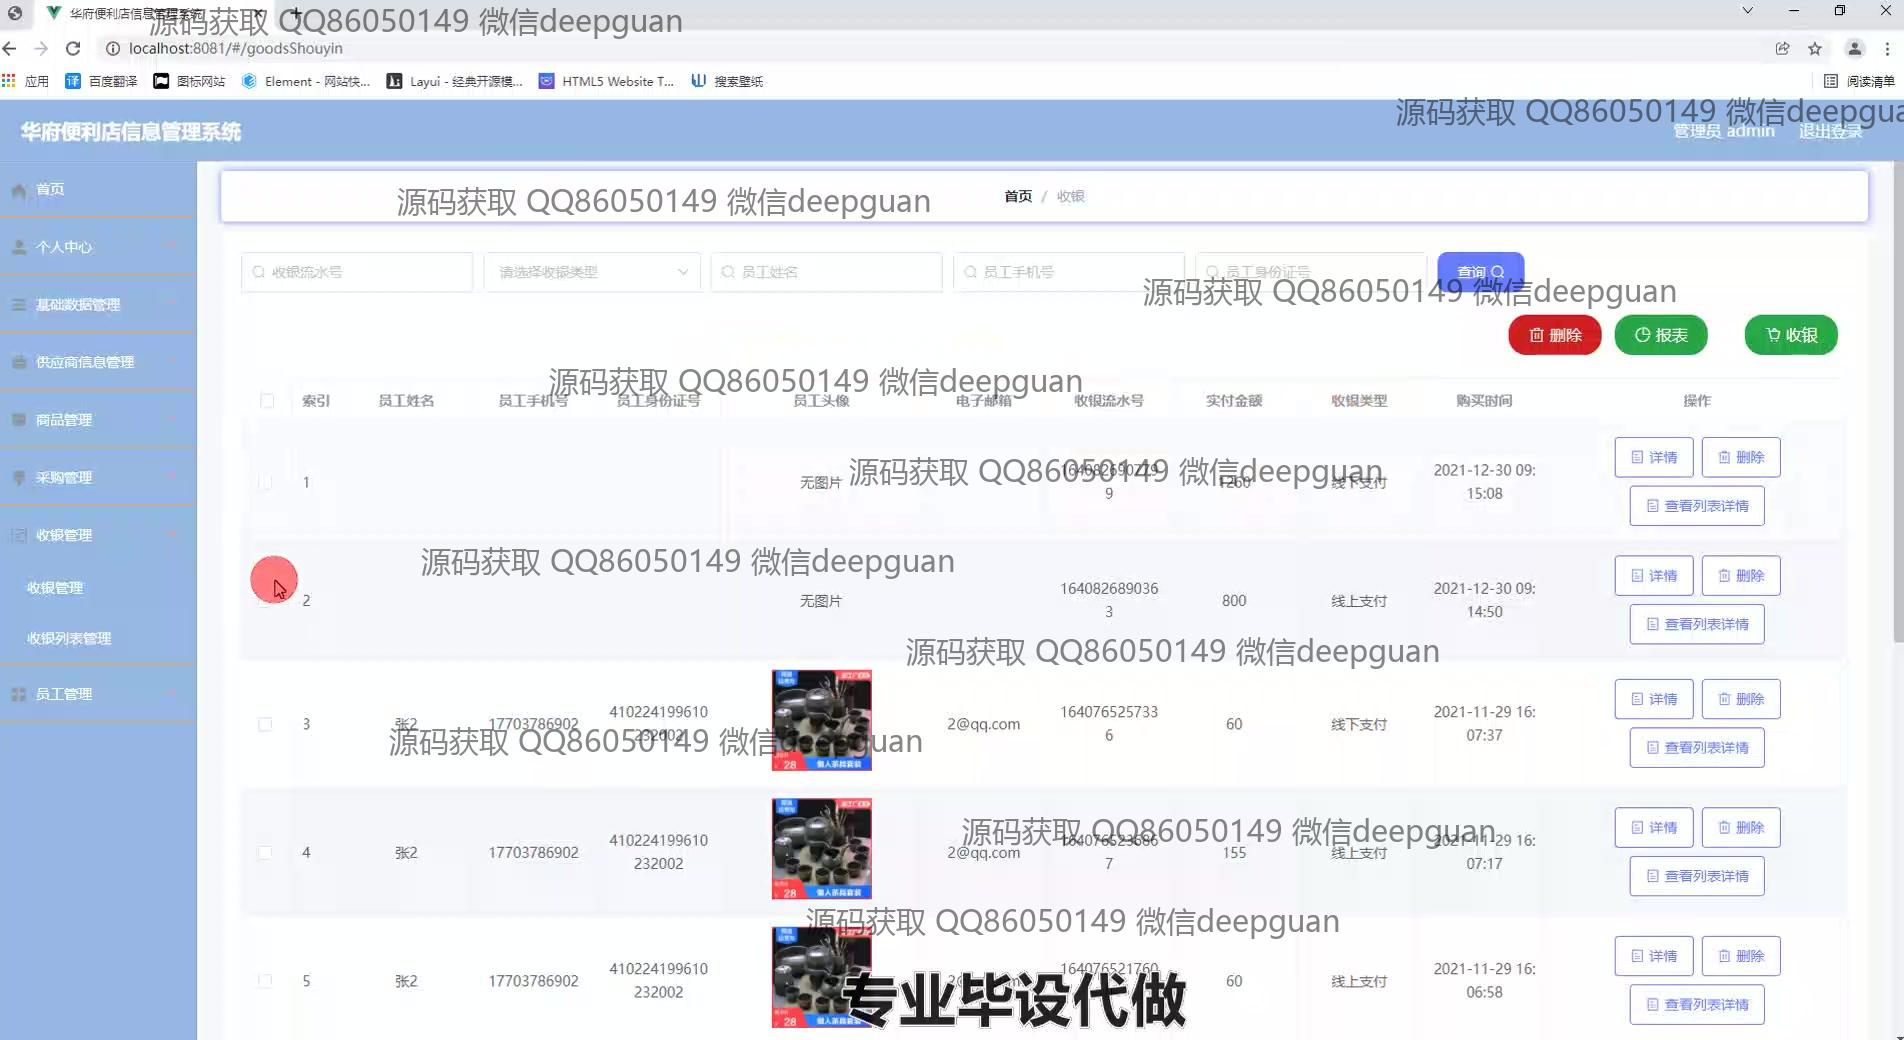 华府便利店信息管理系统
源码获取 QQ86050149 微信deepguan
localhost:8081/#/goodsShouyin
应用 百度翻译 图标网站 Element - 网站快... Layui - 经典开源模... HTML5 Website T... 搜索壁纸 阅读清单
源码获取 QQ86050149 微信deepgua
华府便利店信息管理系统 管理员 admin 退出登录
首页
源码获取 QQ86050149 微信deepguan
首页 / 收银
个人中心
基础数据管理
供应商信息管理
商品管理
采购管理
收银管理
收银管理
收银列表管理
员工管理
收银流水号 请选择收银类型 员工姓名 员工手机号 员工身份证号 查询
源码获取 QQ86050149 微信deepguan
删除 报表 收银
源码获取 QQ86050149 微信deepguan
索引 员工姓名 员工手机号 员工身份证号 员工头像 电子邮箱 收银流水号 实付金额 收银类型 购买时间 操作
源码获取 QQ86050149 微信deepguan
1 无图片 9 1260 线下支付 2021-12-30 09:15:08 详情 删除
查看列表详情
源码获取 QQ86050149 微信deepguan
2 无图片 1640826890363 800 线上支付 2021-12-30 09:14:50 详情 删除
查看列表详情
源码获取 QQ86050149 微信deepguan
3 张2 17703786902 410224199610232002 2@qq.com 1640765257336 60 线下支付 2021-11-29 16:07:37 详情 删除
查看列表详情
28
源码获取 QQ86050149 微信deepguan
4 张2 17703786902 410224199610232002 2@qq.com 7 155 线上支付 2021-11-29 16:07:17 详情 删除
查看列表详情
28
源码获取 QQ86050149 微信deepguan
源码获取 QQ86050149 微信deepguan
5 张2 17703786902 410224199610232002 60 线上支付 2021-11-29 16:06:58 详情 删除
查看列表详情
28
专业毕设代做